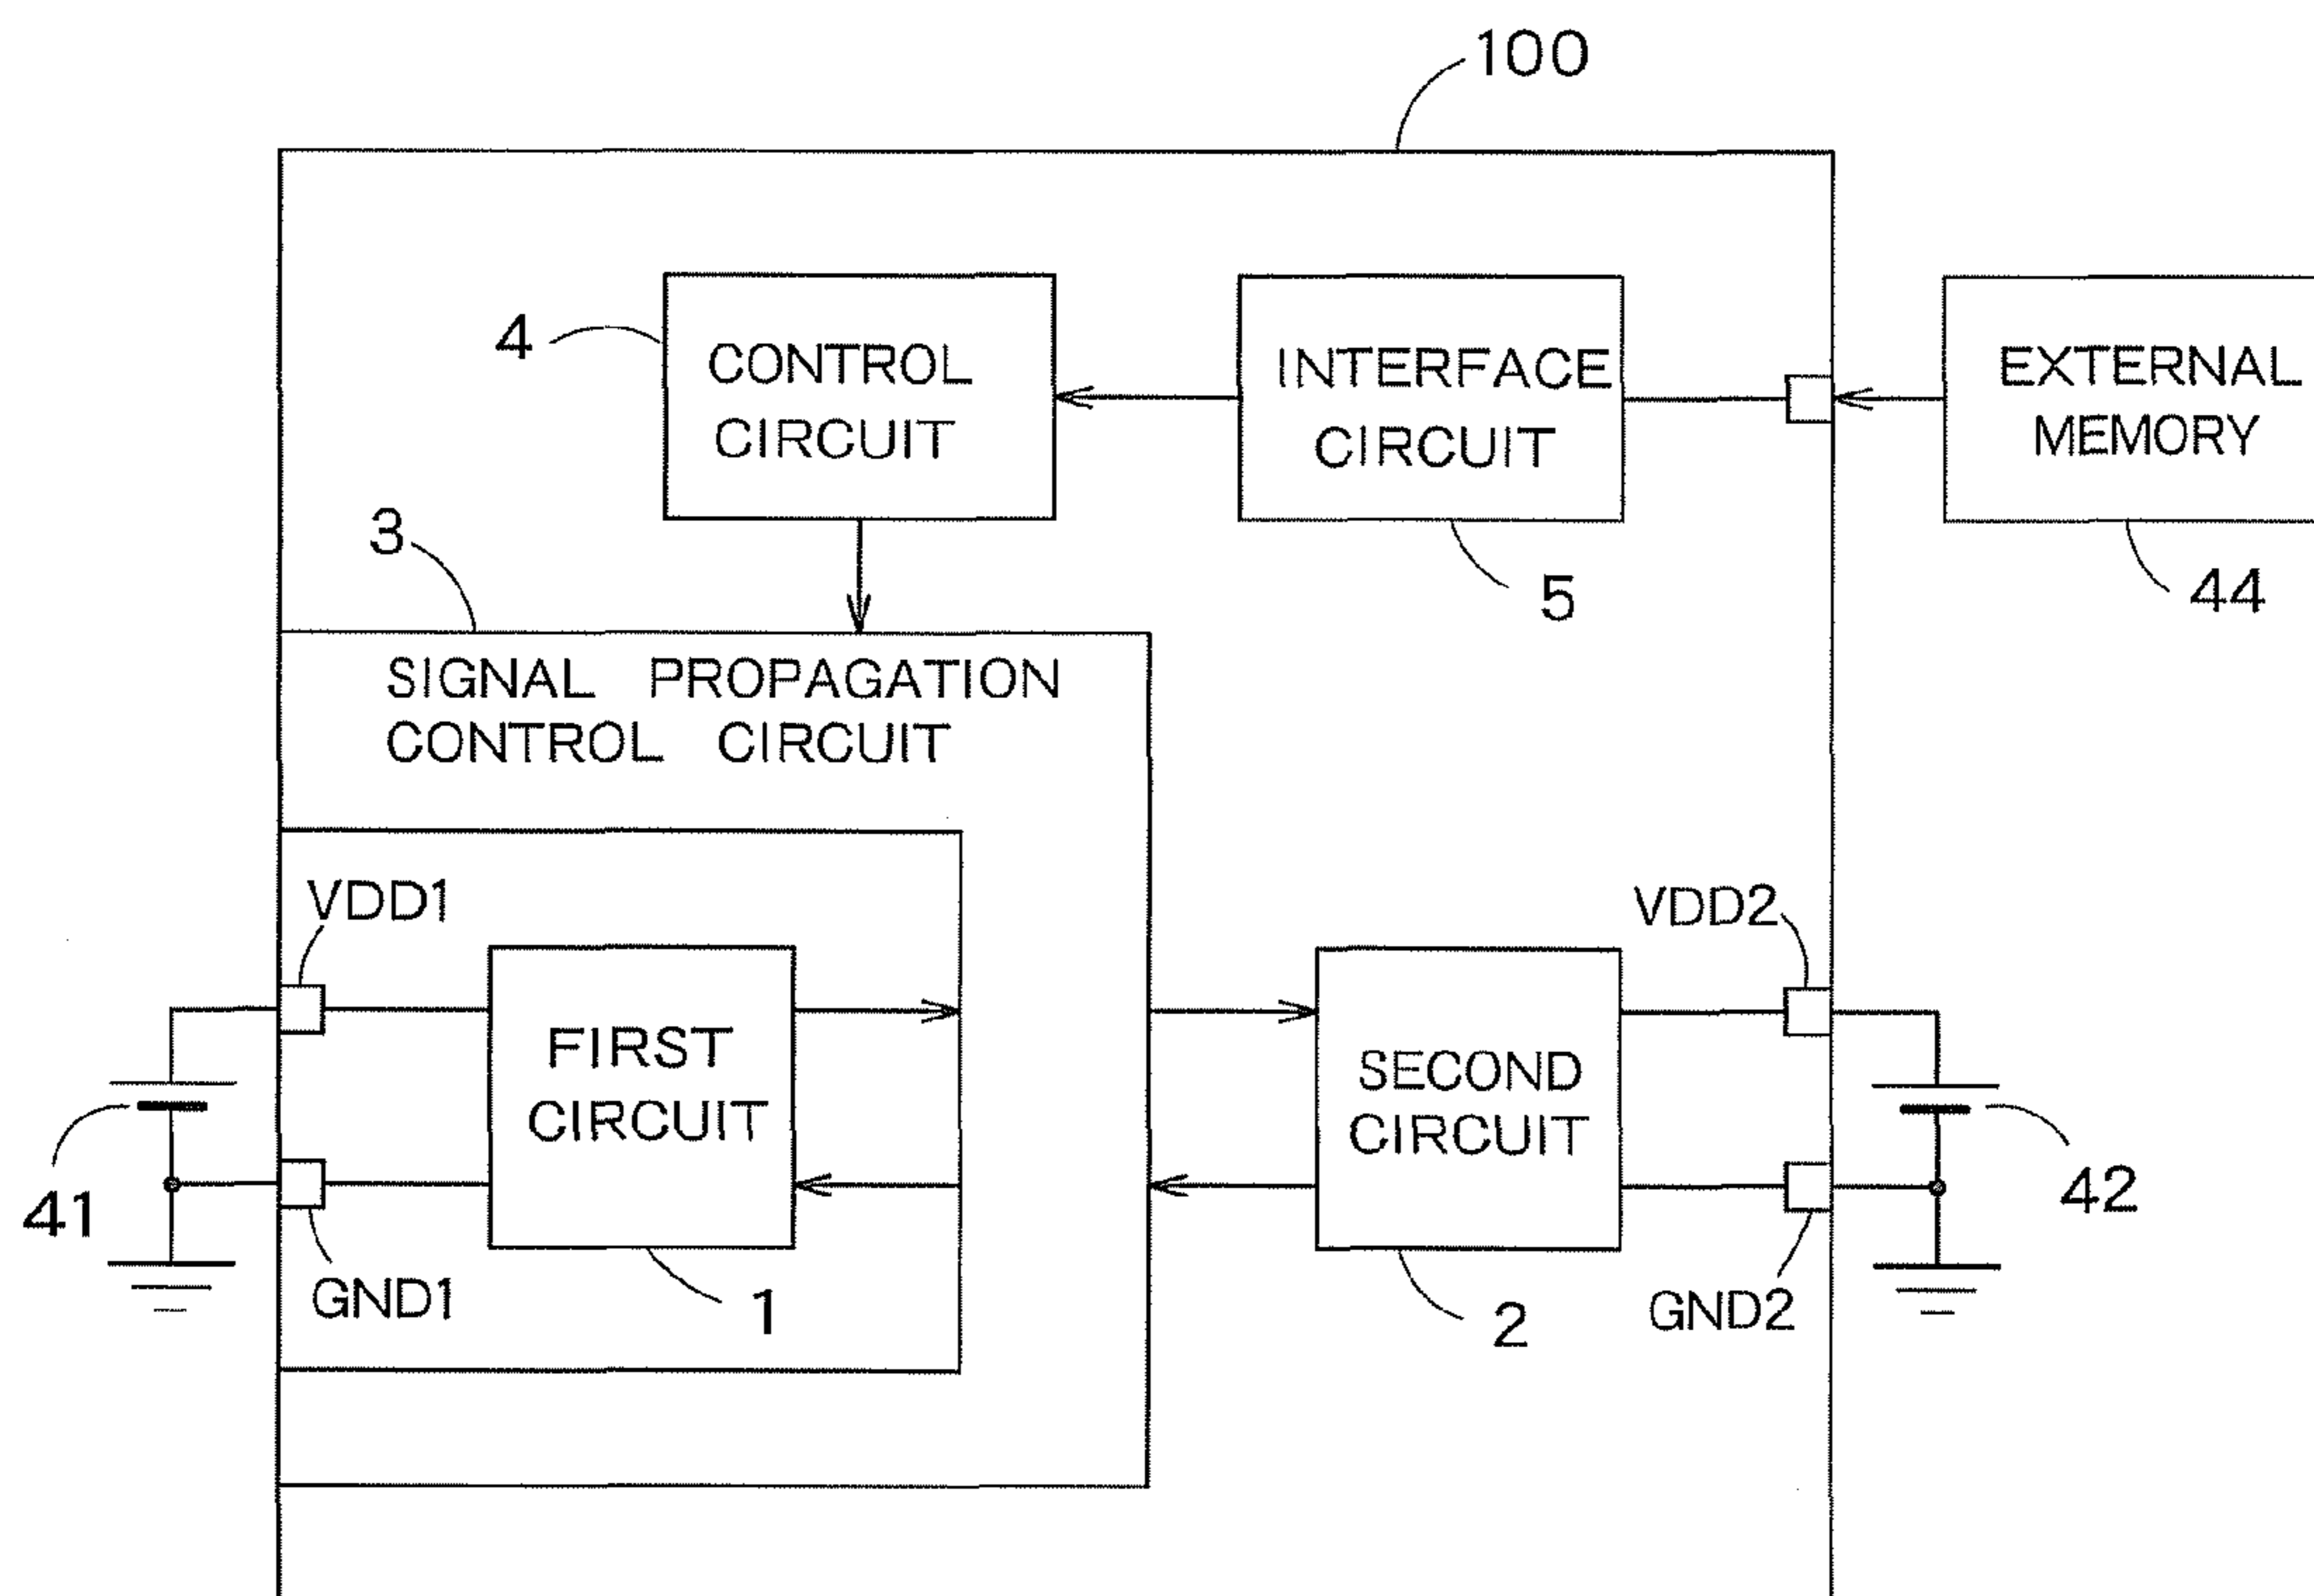 100
4
CONTROL
CIRCUIT
INTERFACE
CIRCUIT
EXTERNAL
MEMORY
3
5
44
SIGNAL PROPAGATION
CONTROL CIRCUIT
VDD1
VDD2
FIRST
CIRCUIT
SECOND
CIRCUIT
41
42
GND1
1
2
GND2